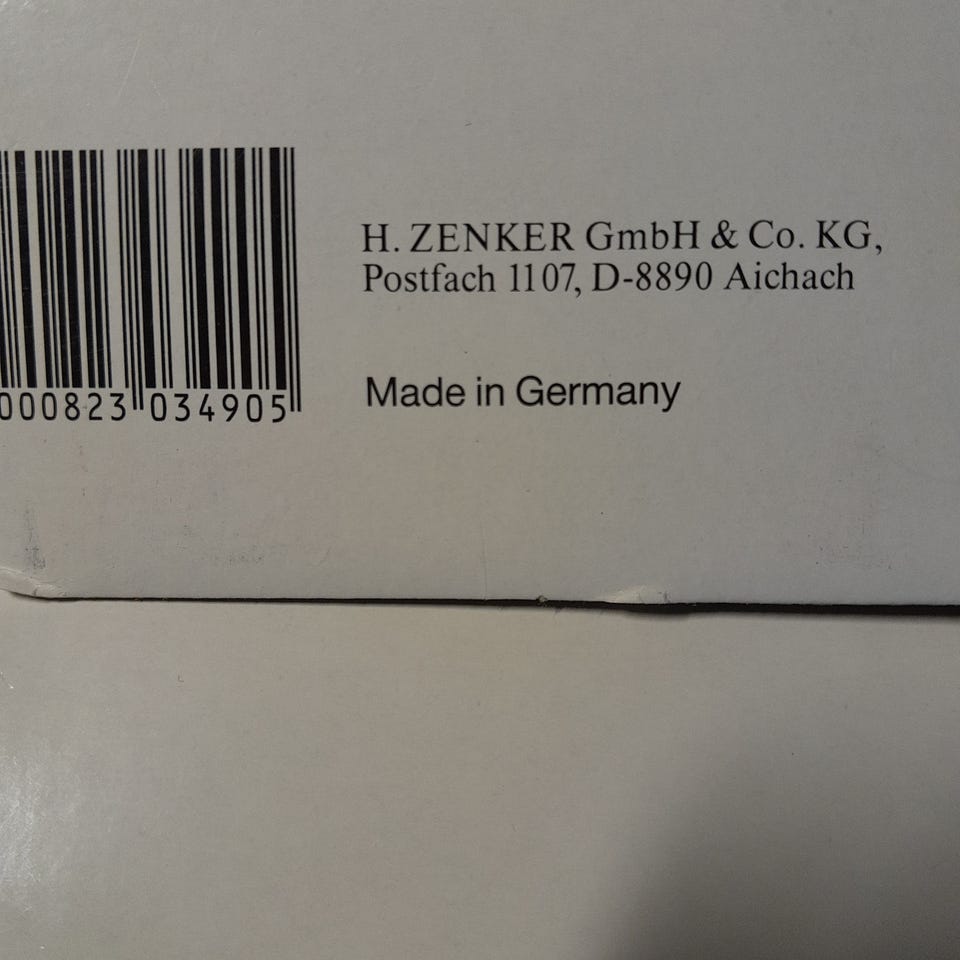 H. ZENKER GmbH & Co. KG,
Postfach 1107, D-8890 Aichach
Made in Germany
000823 034905